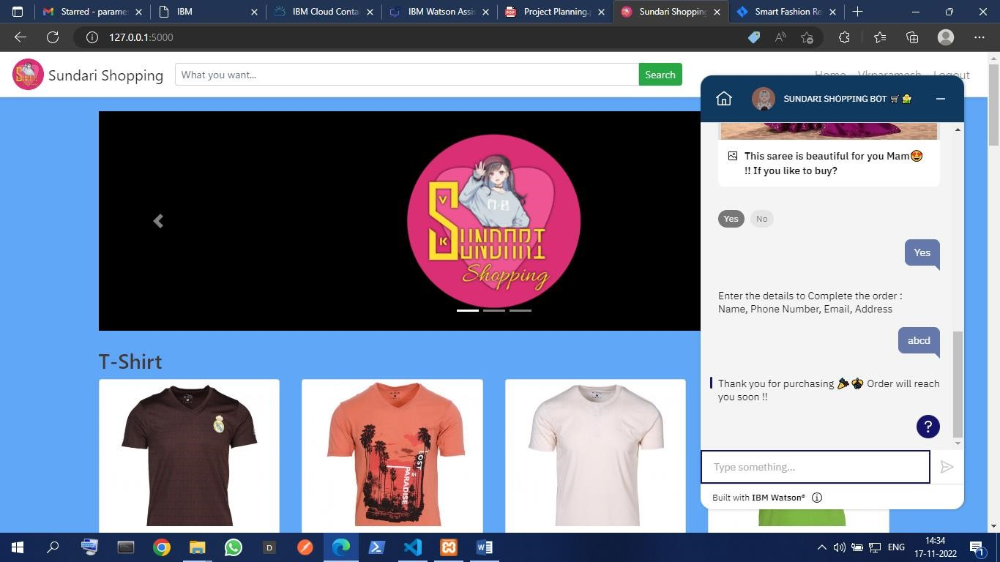 Starred - parame
IBM
IBM Cloud Conta
IBM Watson Assis
Project Planning.p
Sundari Shopping
Smart Fashion Re
127.0.0.1:5000
Sundari Shopping
What you want...
Search
Home
Vkparamesh
Logout
SUNDARI SHOPPING BOT
V
K
SUNDARI
Shopping
This saree is beautiful for you Mam😍
!! If you like to buy?
Yes
No
Yes
Enter the details to Complete the order :
Name, Phone Number, Email, Address
abcd
Thank you for purchasing 🎉 Order will reach
you soon !!
?
Type something...
Built with IBM Watson®
T-Shirt
LOST
IN
PARADISE
ENG
14:34
17-11-2022
1